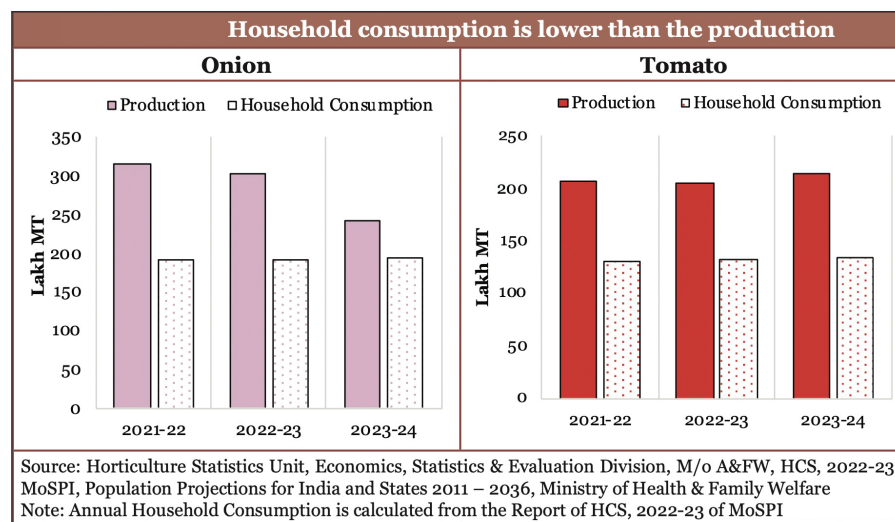 Household consumption is lower than the production
Onion
Production Household Consumption
350
300
250
200
150
100
50
0
Lakh MT
2021-22 2022-23 2023-24
Tomato
Production Household Consumption
250
200
150
100
50
0
Lakh MT
2021-22 2022-23 2023-24
Source: Horticulture Statistics Unit, Economics, Statistics & Evaluation Division, M/o A&FW, HCS, 2022-23
MoSPI, Population Projections for India and States 2011 – 2036, Ministry of Health & Family Welfare
Note: Annual Household Consumption is calculated from the Report of HCS, 2022-23 of MoSPI